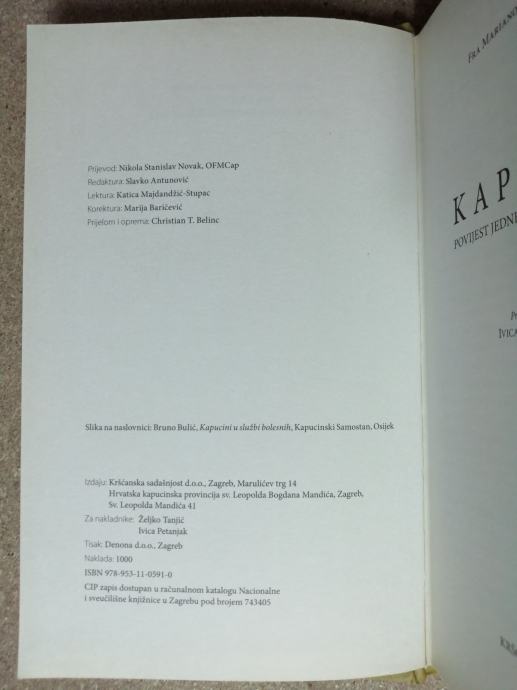 Prijevod: Nikola Stanislav Novak, OFMCap
Redaktura: Slavko Antunović
Lektura: Katica Majdandžić-Stupac
Korektura: Marija Baričević
Prijelom i oprema: Christian T. Belinc
Slika na naslovnici: Bruno Bulić, Kapucini u službi bolesnih, Kapucinski Samostan, Osijek
Izdaju: Kršćanska sadašnjost d.o.o., Zagreb, Marulićev trg 14
Hrvatska kapucinska provincija sv. Leopolda Bogdana Mandića, Zagreb,
Sv. Leopolda Mandića 41
Za nakladnike: Željko Tanjić
Ivica Petanjak
Tisak: Denona d.o.o., Zagreb
Naklada: 1000
ISBN 978-953-11-0591-0
CIP zapis dostupan u računalnom katalogu Nacionalne
i sveučilišne knjižnice u Zagrebu pod brojem 743405
FRA MARIANO
KAP
POVIJEST JEDNE
IVICA